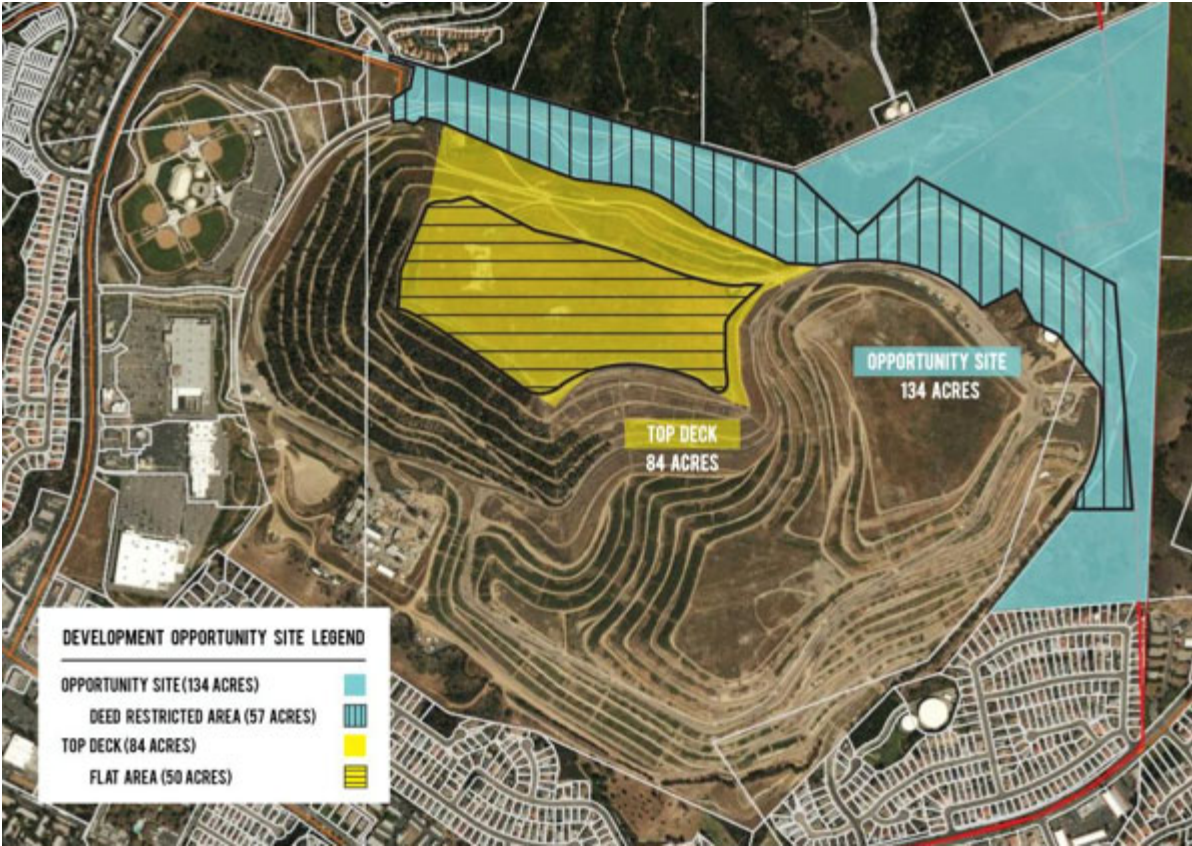 OPPORTUNITY SITE
134 ACRES
TOP DECK
84 ACRES
DEVELOPMENT OPPORTUNITY SITE LEGEND
OPPORTUNITY SITE(134 ACRES)
DEED RESTRICTED AREA (57 ACRES)
TOP DECK(84 ACRES)
FLAT AREA (50 ACRES)